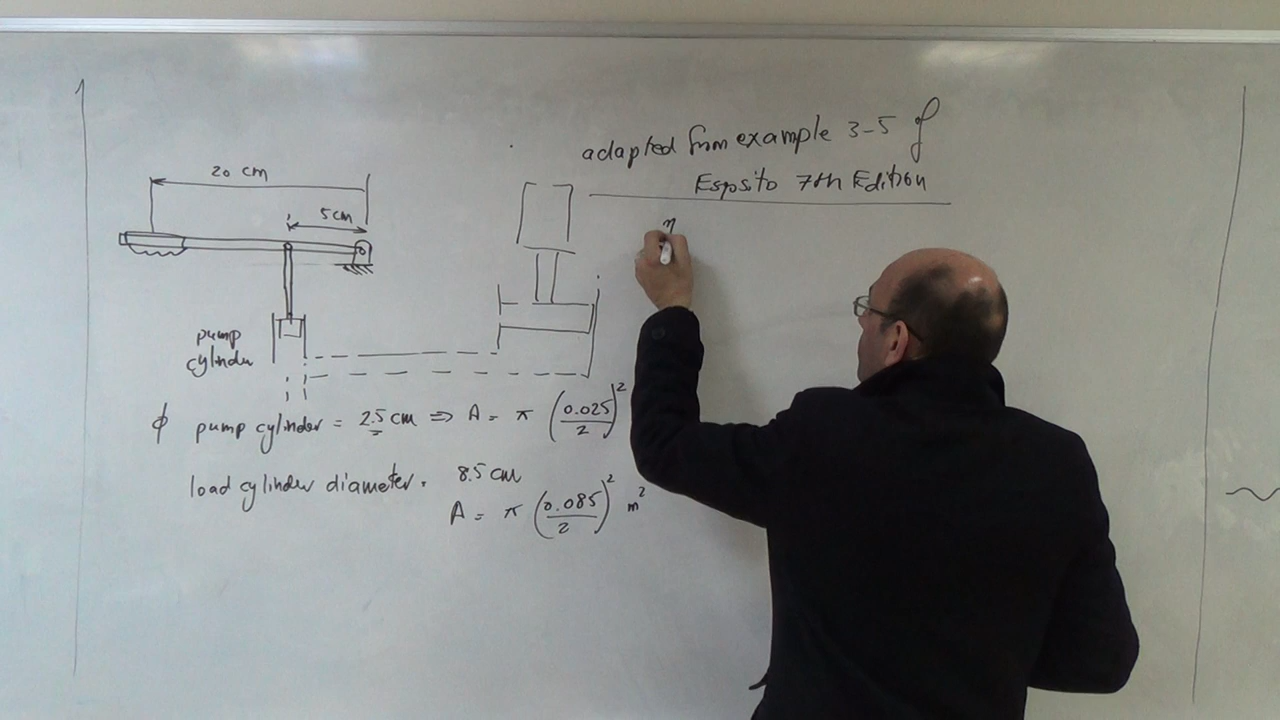 adapted from example 3-5 of
Esposito 7th Edition
20 cm
5cm
pump
cylinder
ϕ pump cylinder = 2.5 cm ⇒ A = π (0.025/2)²
load cylinder diameter. 8.5 cm
A = π (0.085/2)² m²
η